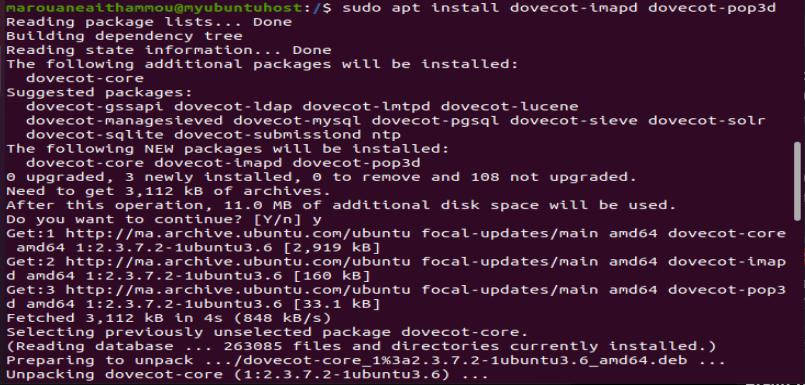 marouaneaithammou@myubuntuhost:/$ sudo apt install dovecot-imapd dovecot-pop3d
Reading package lists... Done
Building dependency tree
Reading state information... Done
The following additional packages will be installed:
  dovecot-core
Suggested packages:
  dovecot-gssapi dovecot-ldap dovecot-lmtpd dovecot-lucene
  dovecot-managesieved dovecot-mysql dovecot-pgsql dovecot-sieve dovecot-solr
  dovecot-sqlite dovecot-submissiond ntp
The following NEW packages will be installed:
  dovecot-core dovecot-imapd dovecot-pop3d
0 upgraded, 3 newly installed, 0 to remove and 108 not upgraded.
Need to get 3,112 kB of archives.
After this operation, 11.0 MB of additional disk space will be used.
Do you want to continue? [Y/n] y
Get:1 http://ma.archive.ubuntu.com/ubuntu focal-updates/main amd64 dovecot-core
 amd64 1:2.3.7.2-1ubuntu3.6 [2,919 kB]
Get:2 http://ma.archive.ubuntu.com/ubuntu focal-updates/main amd64 dovecot-imap
d amd64 1:2.3.7.2-1ubuntu3.6 [160 kB]
Get:3 http://ma.archive.ubuntu.com/ubuntu focal-updates/main amd64 dovecot-pop3
d amd64 1:2.3.7.2-1ubuntu3.6 [33.1 kB]
Fetched 3,112 kB in 4s (848 kB/s)
Selecting previously unselected package dovecot-core.
(Reading database ... 263085 files and directories currently installed.)
Preparing to unpack .../dovecot-core_1%3a2.3.7.2-1ubuntu3.6_amd64.deb ...
Unpacking dovecot-core (1:2.3.7.2-1ubuntu3.6) ...